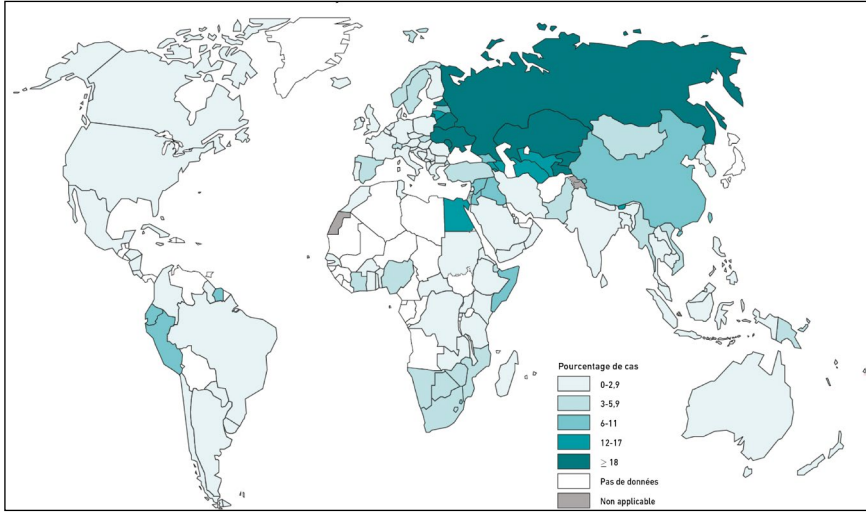 Pourcentage de cas
0-2,9
3-5,9
6-11
12-17
≥ 18
Pas de données
Non applicable